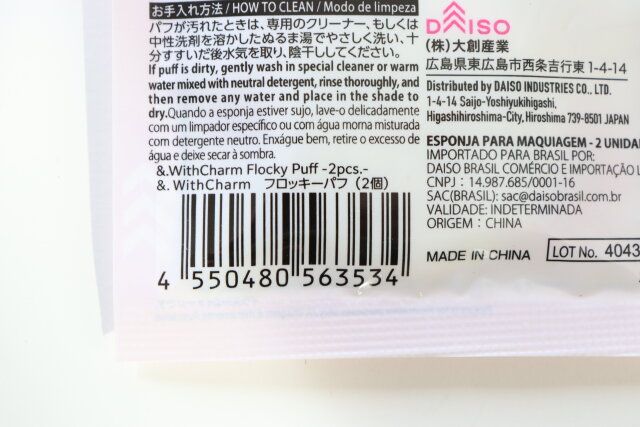 お手入れ方法／HOW TO CLEAN／Modo de limpeza
パフが汚れたときは、専用のクリーナー、もしくは
中性洗剤を溶かしたぬるま湯でやさしく洗い、十
分すすいだ後水気を取り、陰干ししてください。
If puff is dirty, gently wash in special cleaner or warm
water mixed with neutral detergent, rinse thoroughly, and
then remove any water and place in the shade to
dry.Quando a esponja estiver sujo, lave-o delicadamente
com um limpador específico ou com água morna misturada
com detergente neutro. Enxágue bem, retire o excesso de
água e deixe secar à sombra.
&.WithCharm Flocky Puff -2pcs.-
&. WithCharm フロッキーパフ（2個）
4 550480 563534
DAISO
（株）大創産業
広島県東広島市西条吉行東1-4-14
Distributed by DAISO INDUSTRIES CO., LTD.
1-4-14 Saijo-Yoshiyukihigashi,
Higashihiroshima-City, Hiroshima 739-8501 JAPAN
ESPONJA PARA MAQUIAGEM - 2 UNIDA
IMPORTADO PARA BRASIL POR:
DAISO BRASIL COMÉRCIO E IMPORTAÇÃO L
CNPJ : 14.987.685/0001-16
SAC(BRASIL): sac@daisobrasil.com.br
VALIDADE: INDETERMINADA
ORIGEM : CHINA
MADE IN CHINA
LOT No. 4043